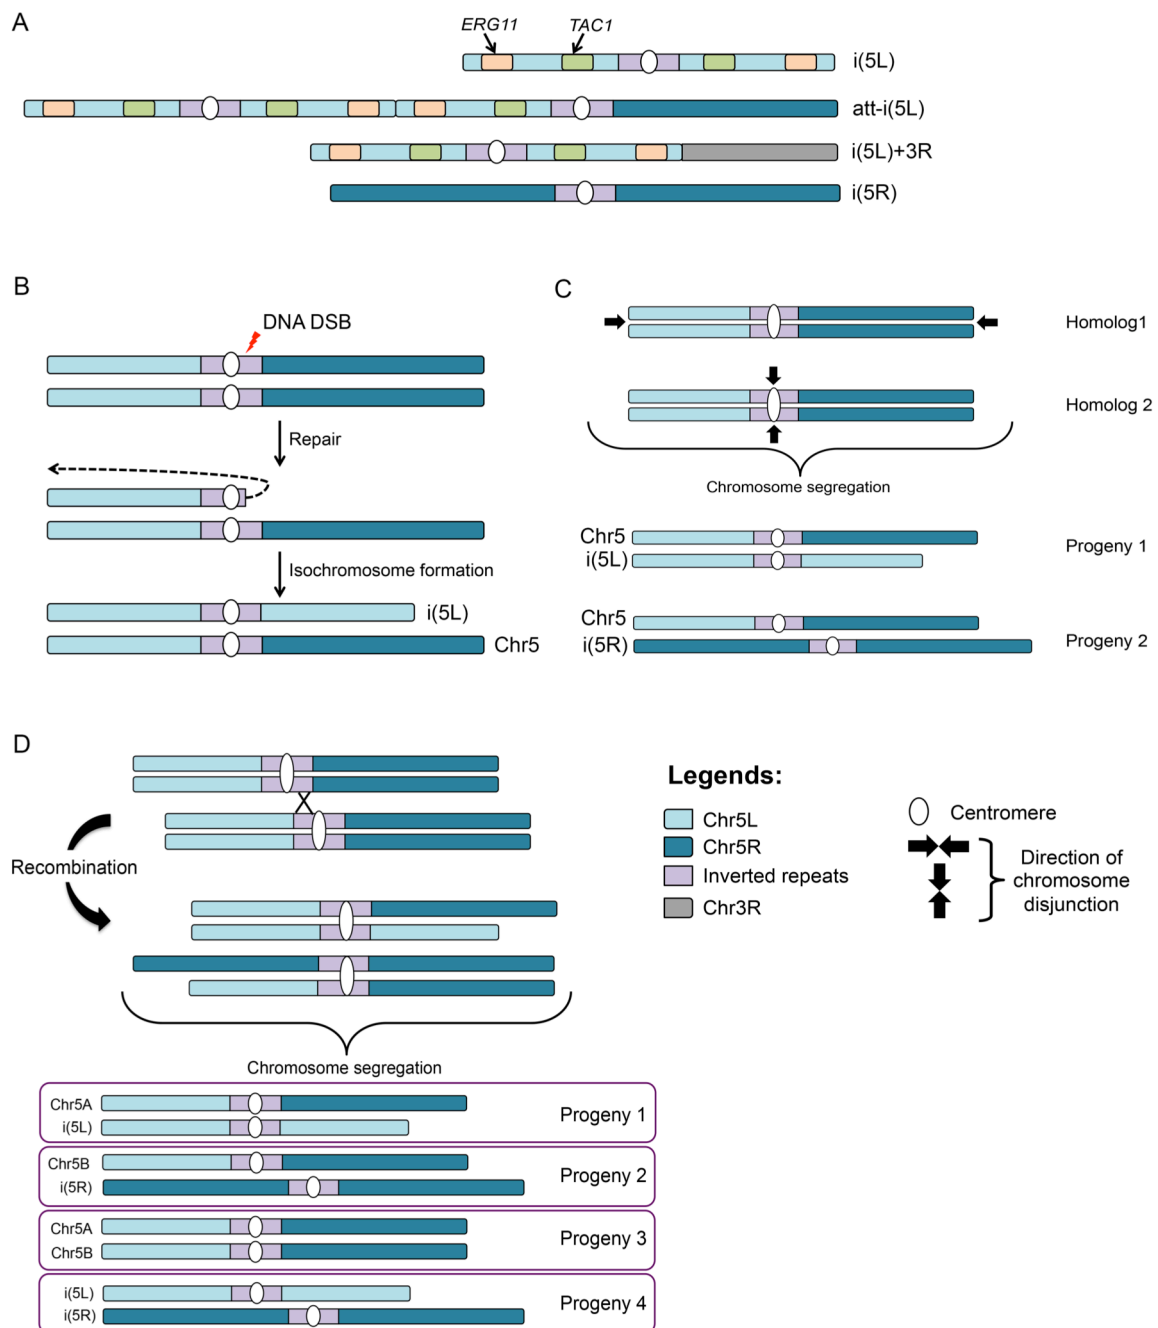 A
ERG11
TAC1
i(5L)
att-i(5L)
i(5L)+3R
i(5R)
B
DNA DSB
Repair
Isochromosome formation
i(5L)
Chr5
C
Homolog1
Homolog 2
Chromosome segregation
Chr5
i(5L)
Progeny 1
Chr5
i(5R)
Progeny 2
D
Recombination
Chromosome segregation
Chr5A
i(5L)
Progeny 1
Chr5B
i(5R)
Progeny 2
Chr5A
Chr5B
Progeny 3
i(5L)
i(5R)
Progeny 4
Legends:
Chr5L
Chr5R
Inverted repeats
Chr3R
Centromere
Direction of
chromosome
disjunction